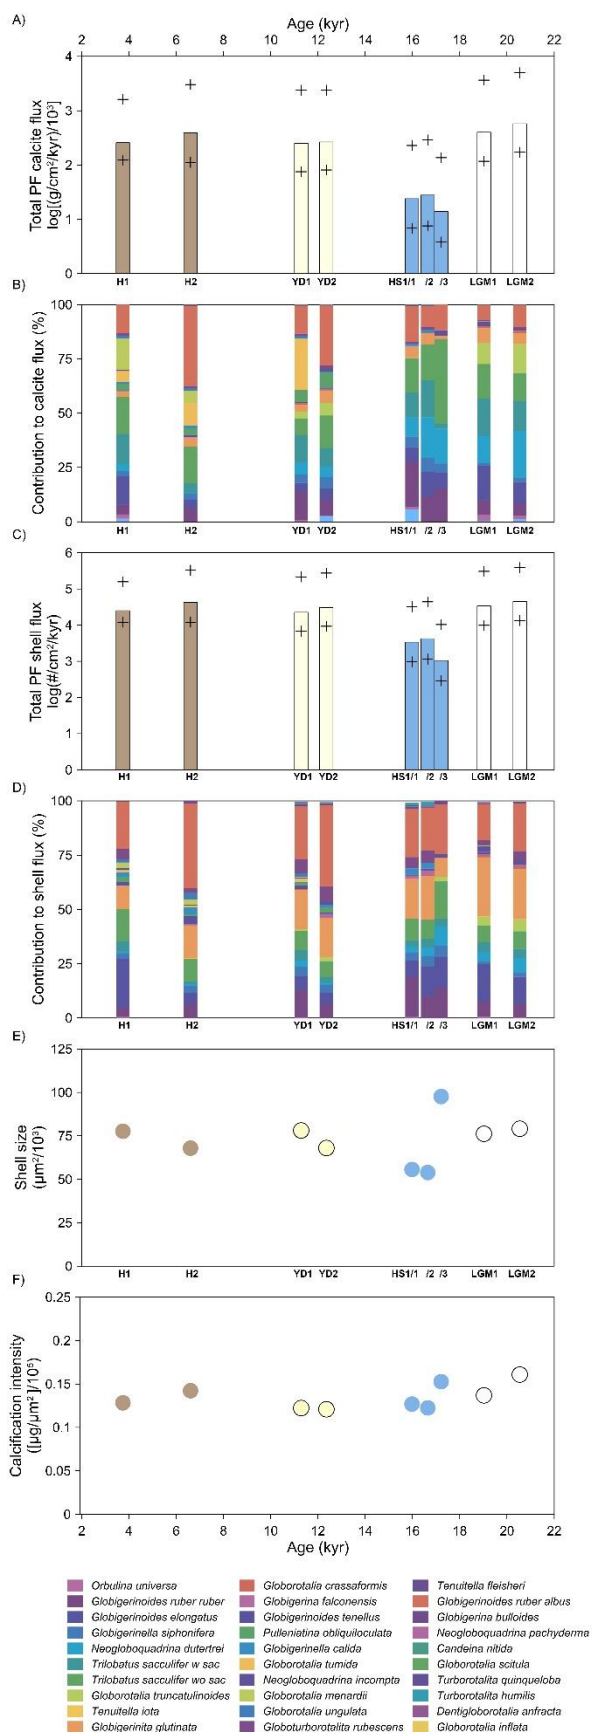 A)
Age (kyr)
2 4 6 8 10 12 14 16 18 20 22
Total PF calcite flux
log[(g/cm²/kyr)/10³]
4
3
2
1
0
H1 H2 YD1 YD2 HS1/1 /2 /3 LGM1 LGM2
B)
Contribution to calcite flux (%)
100
75
50
25
0
H1 H2 YD1 YD2 HS1/1 /2 /3 LGM1 LGM2
C)
Total PF shell flux
log(#/cm²/kyr)
6
5
4
3
2
1
0
H1 H2 YD1 YD2 HS1/1 /2 /3 LGM1 LGM2
D)
Contribution to shell flux (%)
100
75
50
25
0
H1 H2 YD1 YD2 HS1/1 /2 /3 LGM1 LGM2
E)
Shell size
(µm²/10³)
125
100
75
50
25
0
H1 H2 YD1 YD2 HS1/1 /2 /3 LGM1 LGM2
F)
Calcification intensity
([µg/µm²]/10⁵)
0.25
0.2
0.15
0.1
0.05
0
2 4 6 8 10 12 14 16 18 20 22
Age (kyr)
Orbulina universa
Globigerinoides ruber ruber
Globigerinoides elongatus
Globigerinella siphonifera
Neogloboquadrina dutertrei
Trilobatus sacculifer w sac
Trilobatus sacculifer wo sac
Globorotalia truncatulinoides
Tenuitella iota
Globigerinita glutinata
Globorotalia crassaformis
Globigerina falconensis
Globigerinoides tenellus
Pulleniatina obliquiloculata
Globigerinella calida
Globorotalia tumida
Neogloboquadrina incompta
Globorotalia menardii
Globorotalia ungulata
Globoturborotalita rubescens
Tenuitella fleisheri
Globigerinoides ruber albus
Globigerina bulloides
Neogloboquadrina pachyderma
Candeina nitida
Globorotalia scitula
Turborotalita quinqueloba
Turborotalita humilis
Dentigloborotalia anfracta
Globorotalia inflata